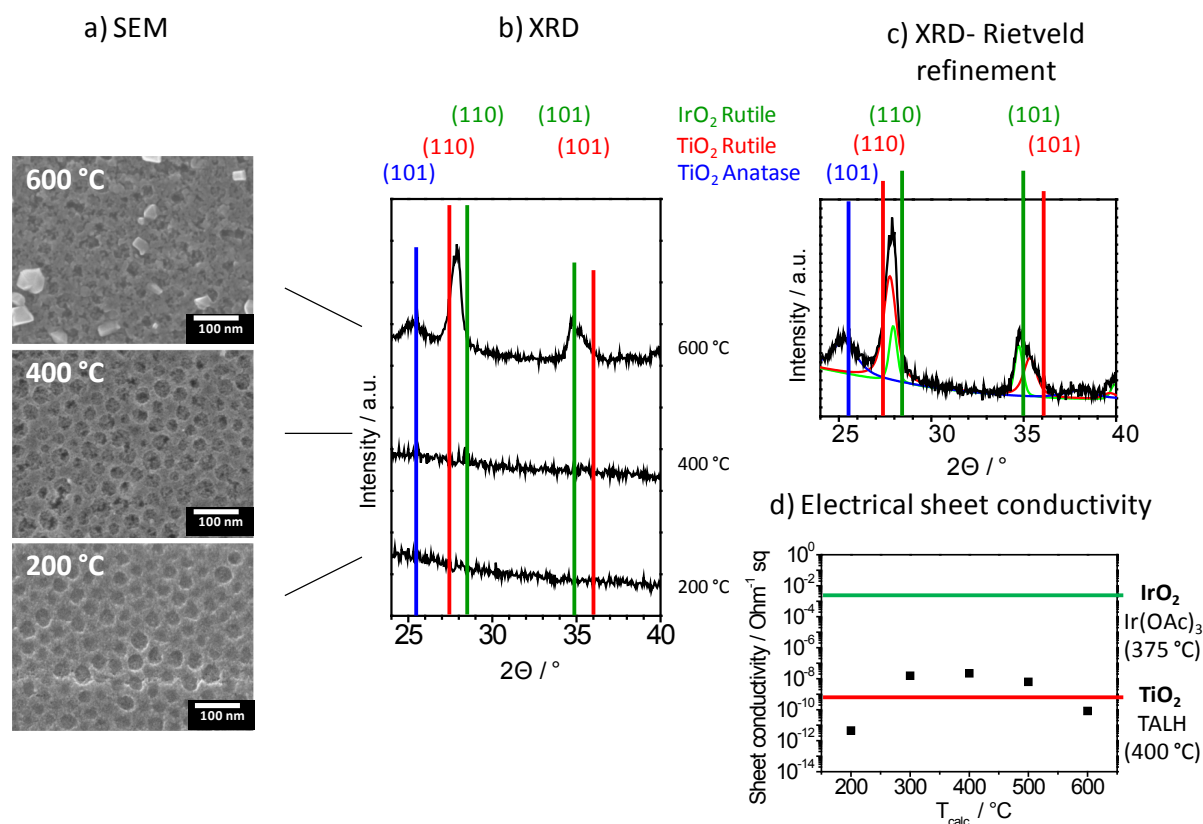 a) SEM
b) XRD
c) XRD- Rietveld
refinement
(110) (101) IrO₂ Rutile
(110) (101) TiO₂ Rutile
(101) TiO₂ Anatase
(110) (101)
(110) (101)
(101)
600 °C
100 nm
400 °C
100 nm
200 °C
100 nm
Intensity / a.u.
600 °C
400 °C
200 °C
25 30 35 40
2Θ / °
Intensity / a.u.
25 30 35 40
2Θ / °
d) Electrical sheet conductivity
Sheet conductivity / Ohm⁻¹ sq
10⁰
10⁻²
10⁻⁴
10⁻⁶
10⁻⁸
10⁻¹⁰
10⁻¹²
10⁻¹⁴
200 300 400 500 600
T_calc / °C
IrO₂
Ir(OAc)₃
(375 °C)
TiO₂
TALH
(400 °C)